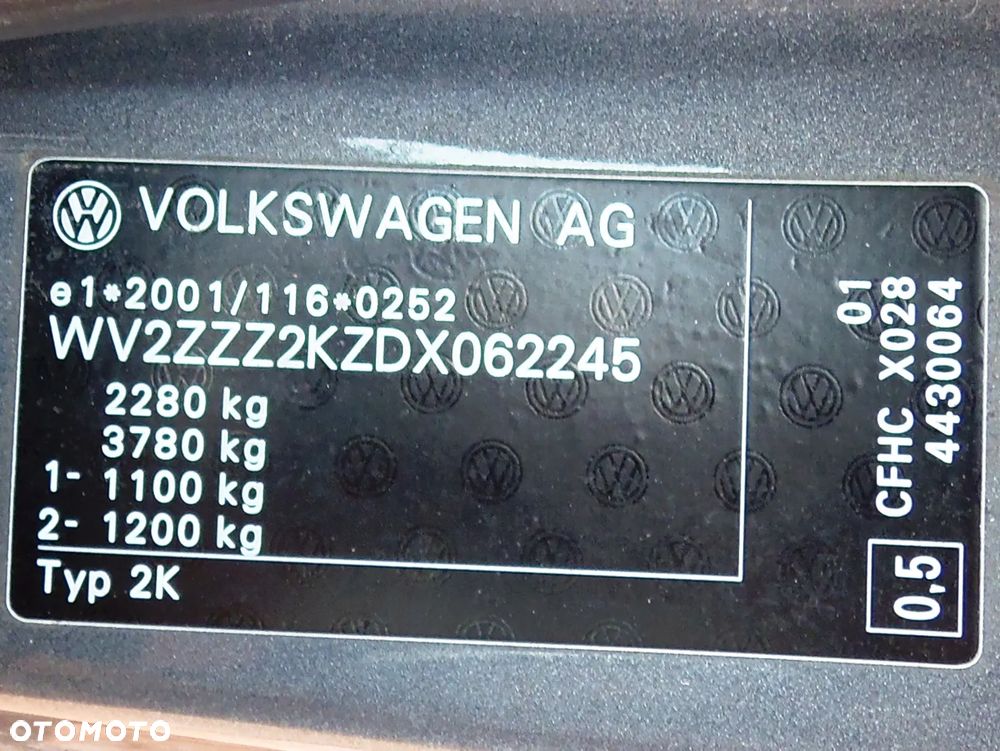 VOLKSWAGEN AG
e1*2001/116*0252
WV2ZZZ2KZDX062245
2280 kg
3780 kg
1- 1100 kg
2- 1200 kg
Typ 2K
01
CFHC X028
4430064
0,5
OTOMOTO